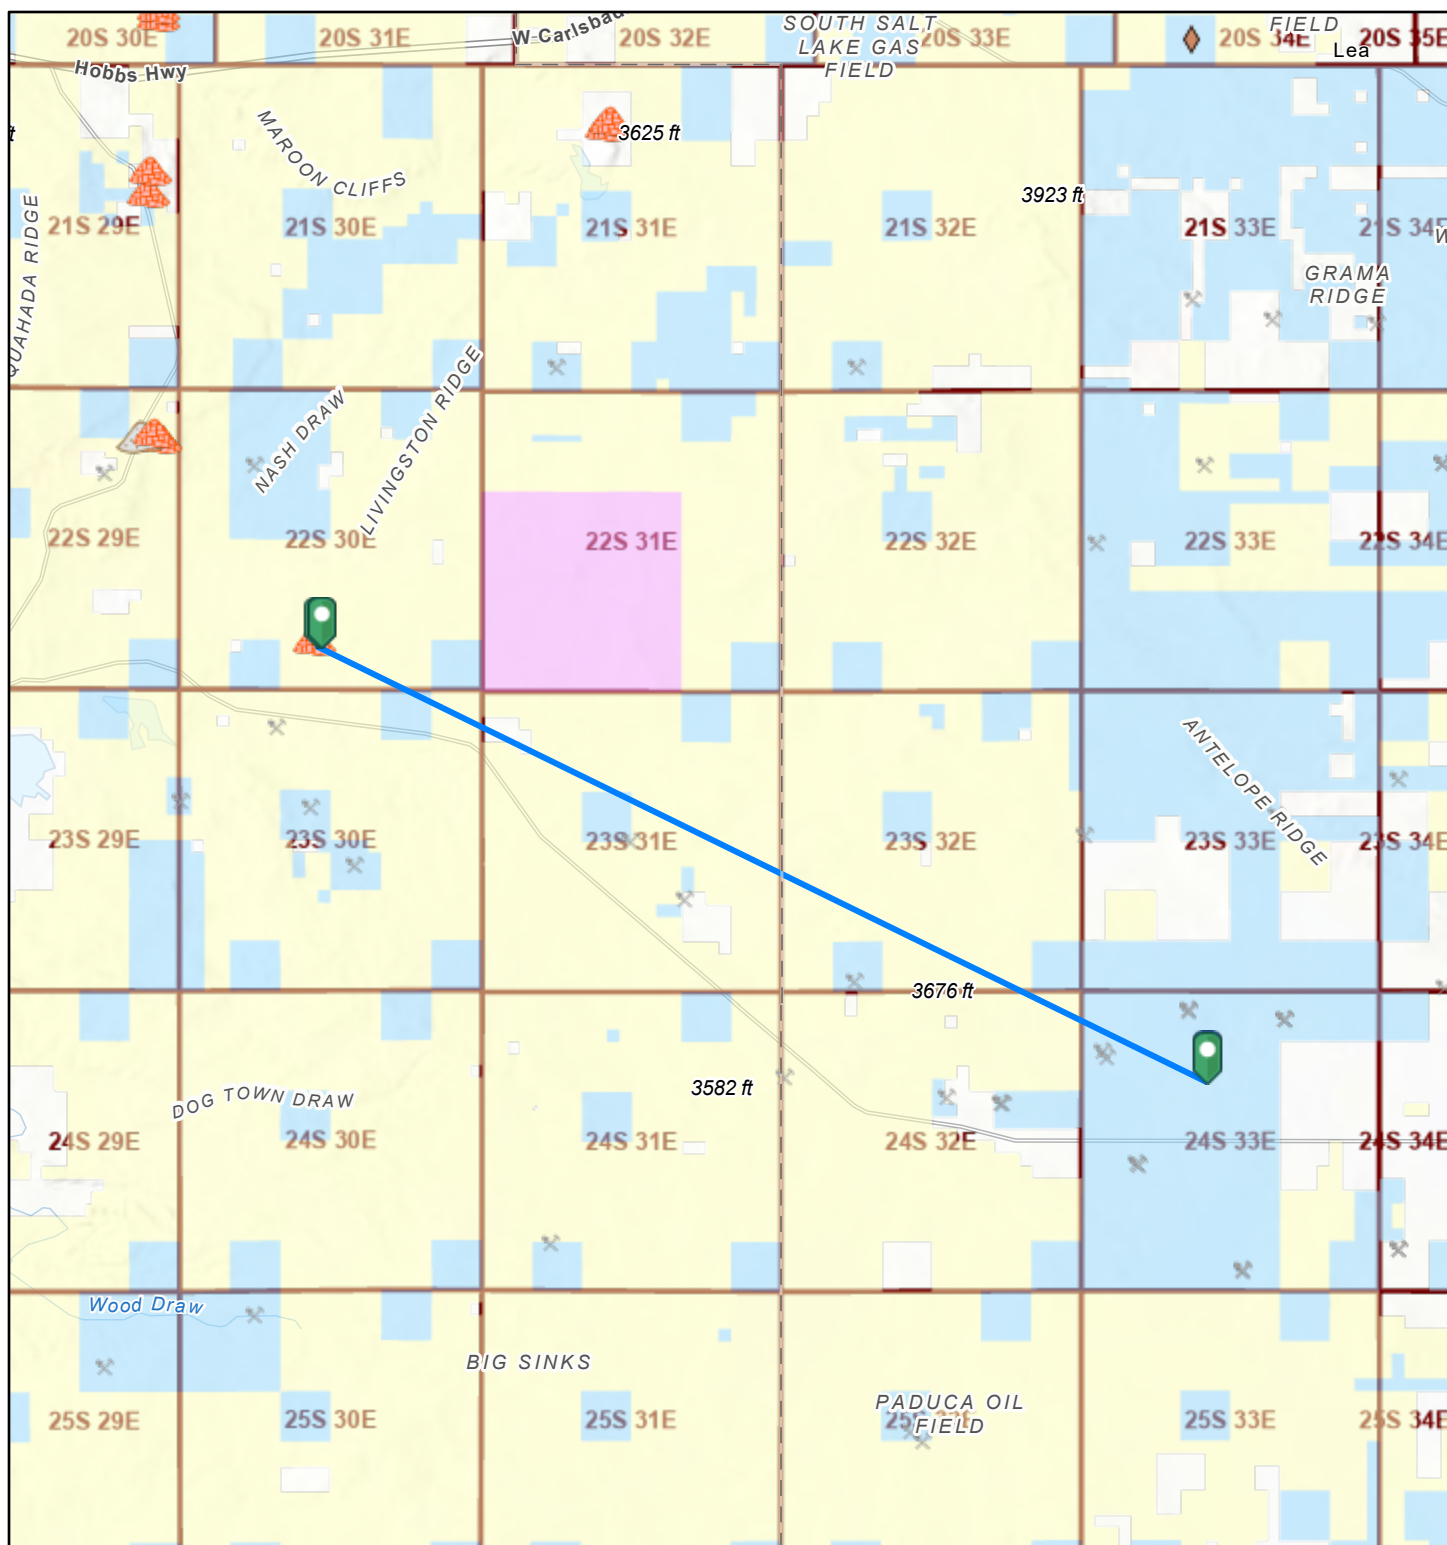 20S 30E
20S 31E
W Carlsbad
20S 32E
SOUTH SALT
LAKE GAS
FIELD
20S 33E
20S 34E
FIELD
Lea
20S 35E
Hobbs Hwy
ft
MAROON CLIFFS
3625 ft
3923 ft
QUAHADA RIDGE
21S 29E
21S 30E
21S 31E
21S 32E
21S 33E
21S 34E
W
GRAMA
RIDGE
NASH DRAW
LIVINGSTON RIDGE
22S 29E
22S 30E
22S 31E
22S 32E
22S 33E
22S 34E
ANTELOPE RIDGE
23S 29E
23S 30E
23S 31E
23S 32E
23S 33E
23S 34E
3676 ft
3582 ft
DOG TOWN DRAW
24S 29E
24S 30E
24S 31E
24S 32E
24S 33E
24S 34E
Wood Draw
BIG SINKS
PADUCA OIL
FIELD
25S 29E
25S 30E
25S 31E
25S 33E
25S 34E